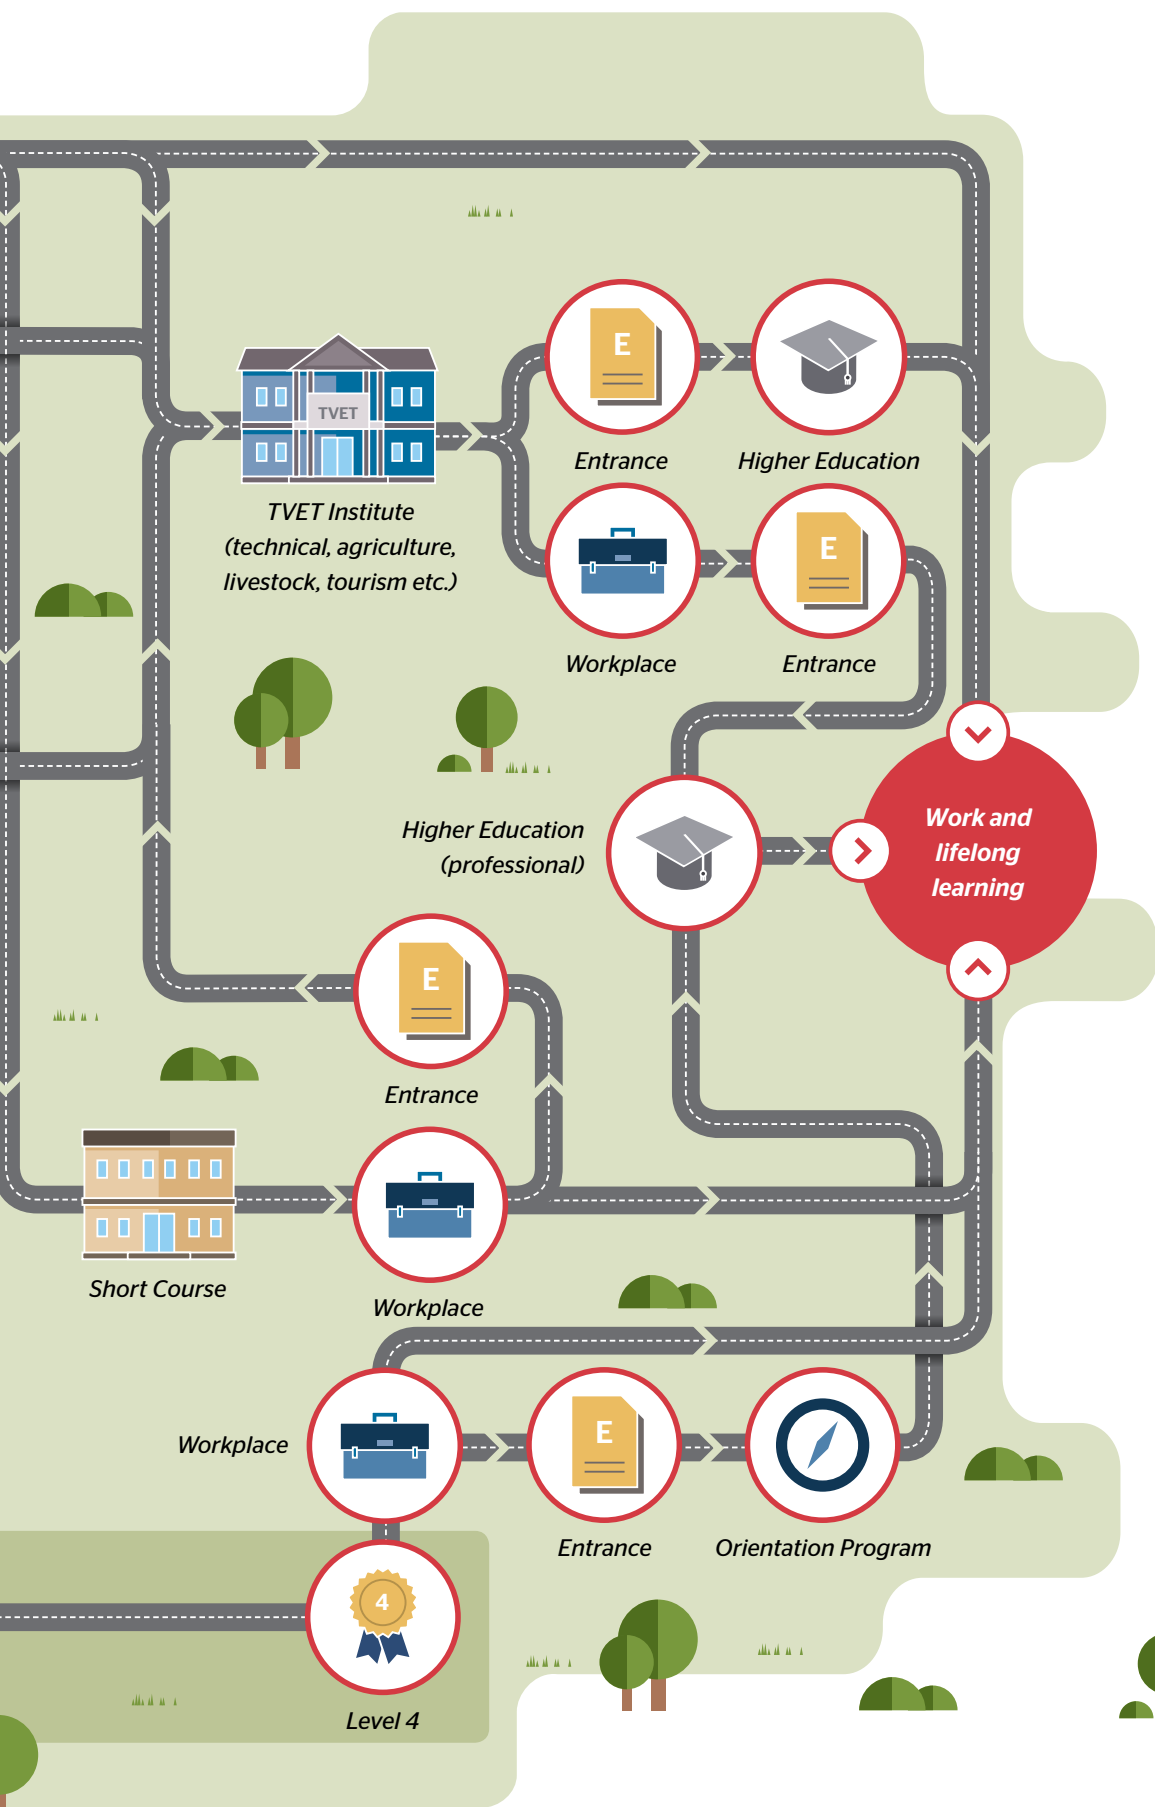 E
TVET
Entrance
Higher Education
TVET Institute
(technical, agriculture,
livestock, tourism etc.)
E
Workplace
Entrance
Higher Education
(professional)
Work and
lifelong
learning
E
Entrance
Short Course
Workplace
Workplace
E
Entrance
Orientation Program
4
Level 4